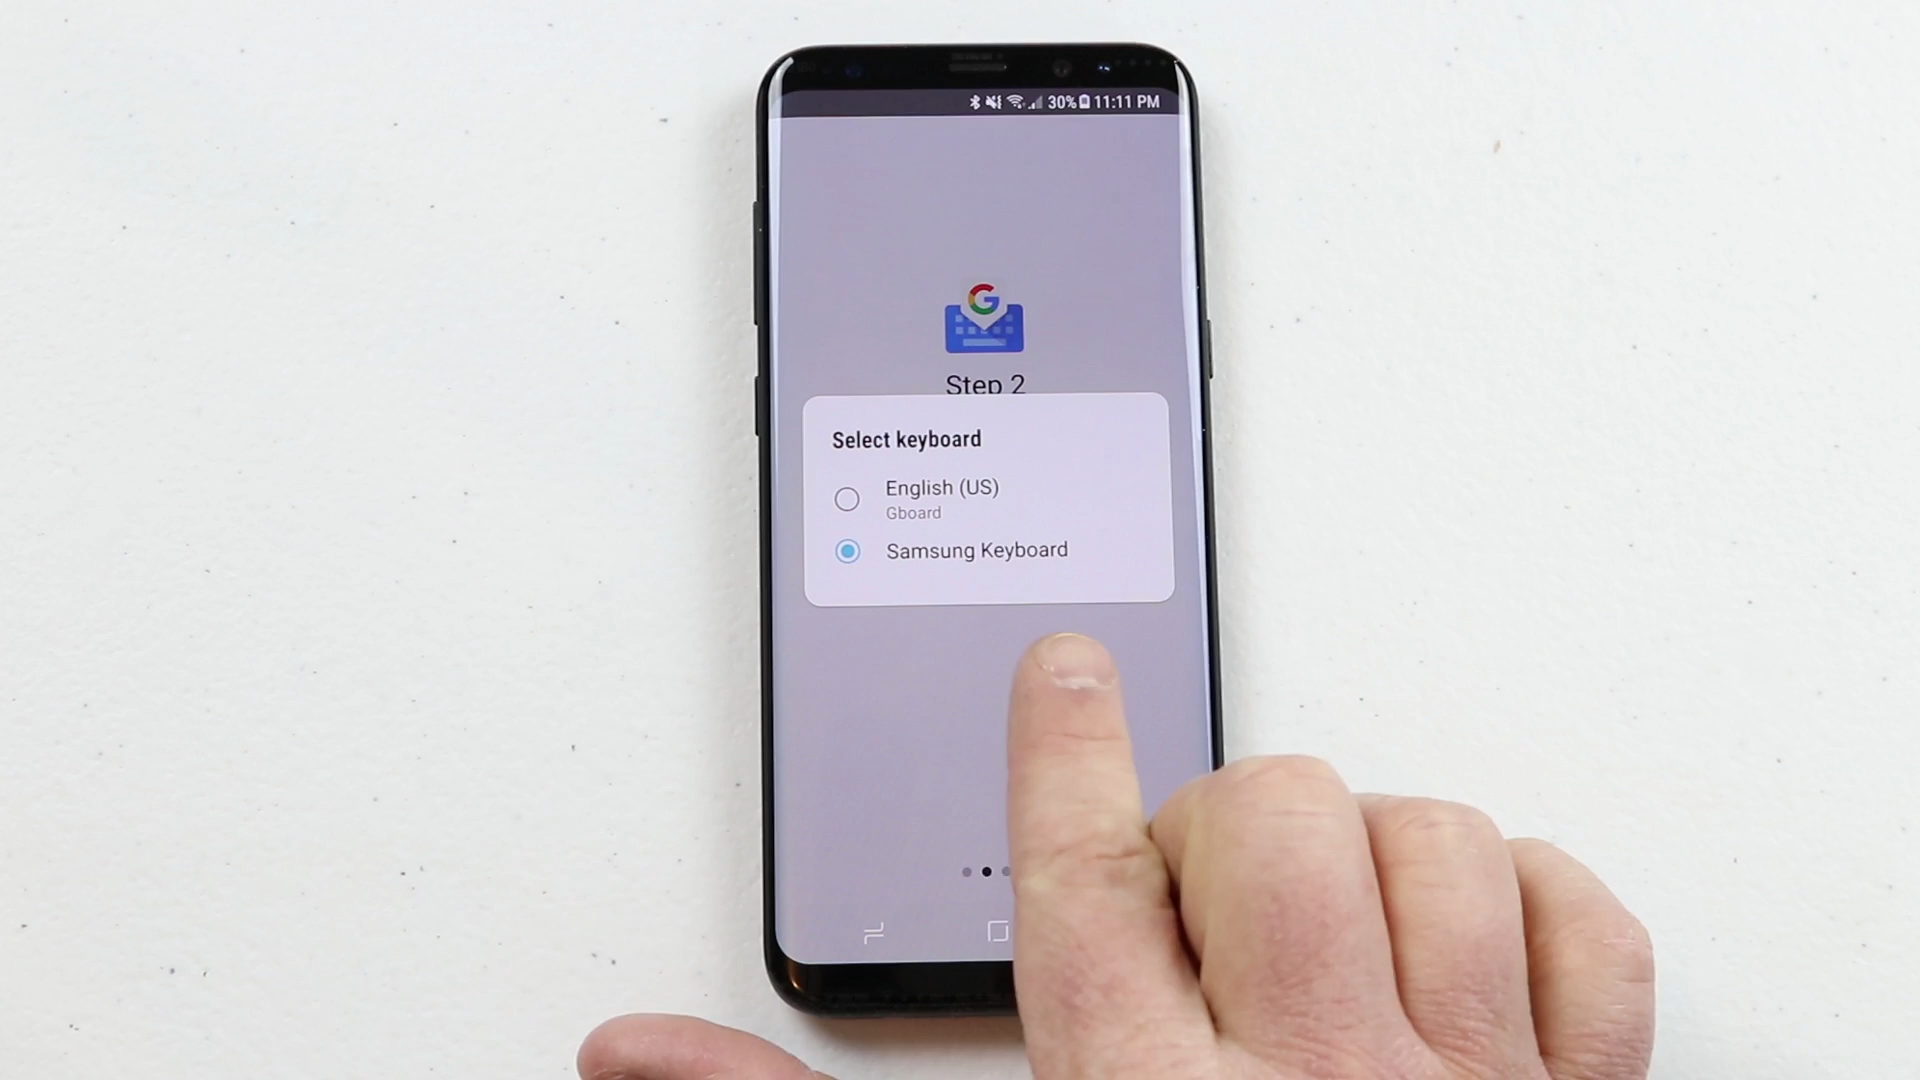 30% 11:11 PM
G
Step 2
Select keyboard
English (US)
Gboard
Samsung Keyboard